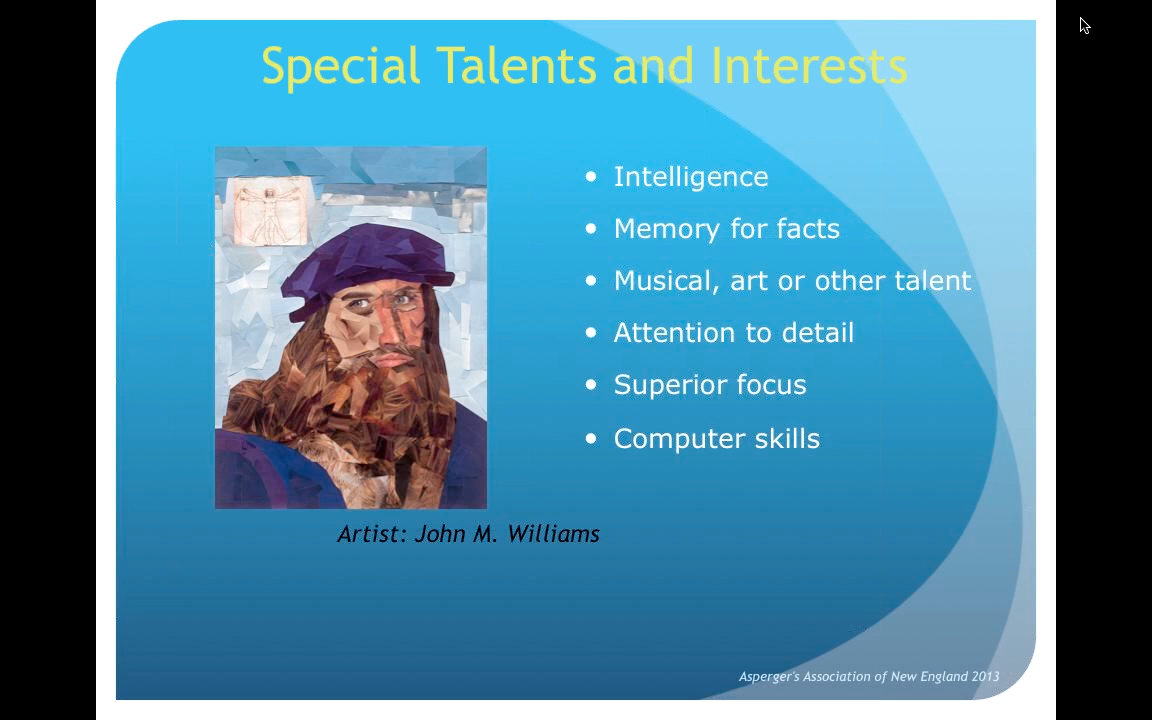 Special Talents and Interests
• Intelligence
• Memory for facts
• Musical, art or other talent
• Attention to detail
• Superior focus
• Computer skills
Artist: John M. Williams
Asperger's Association of New England 2013